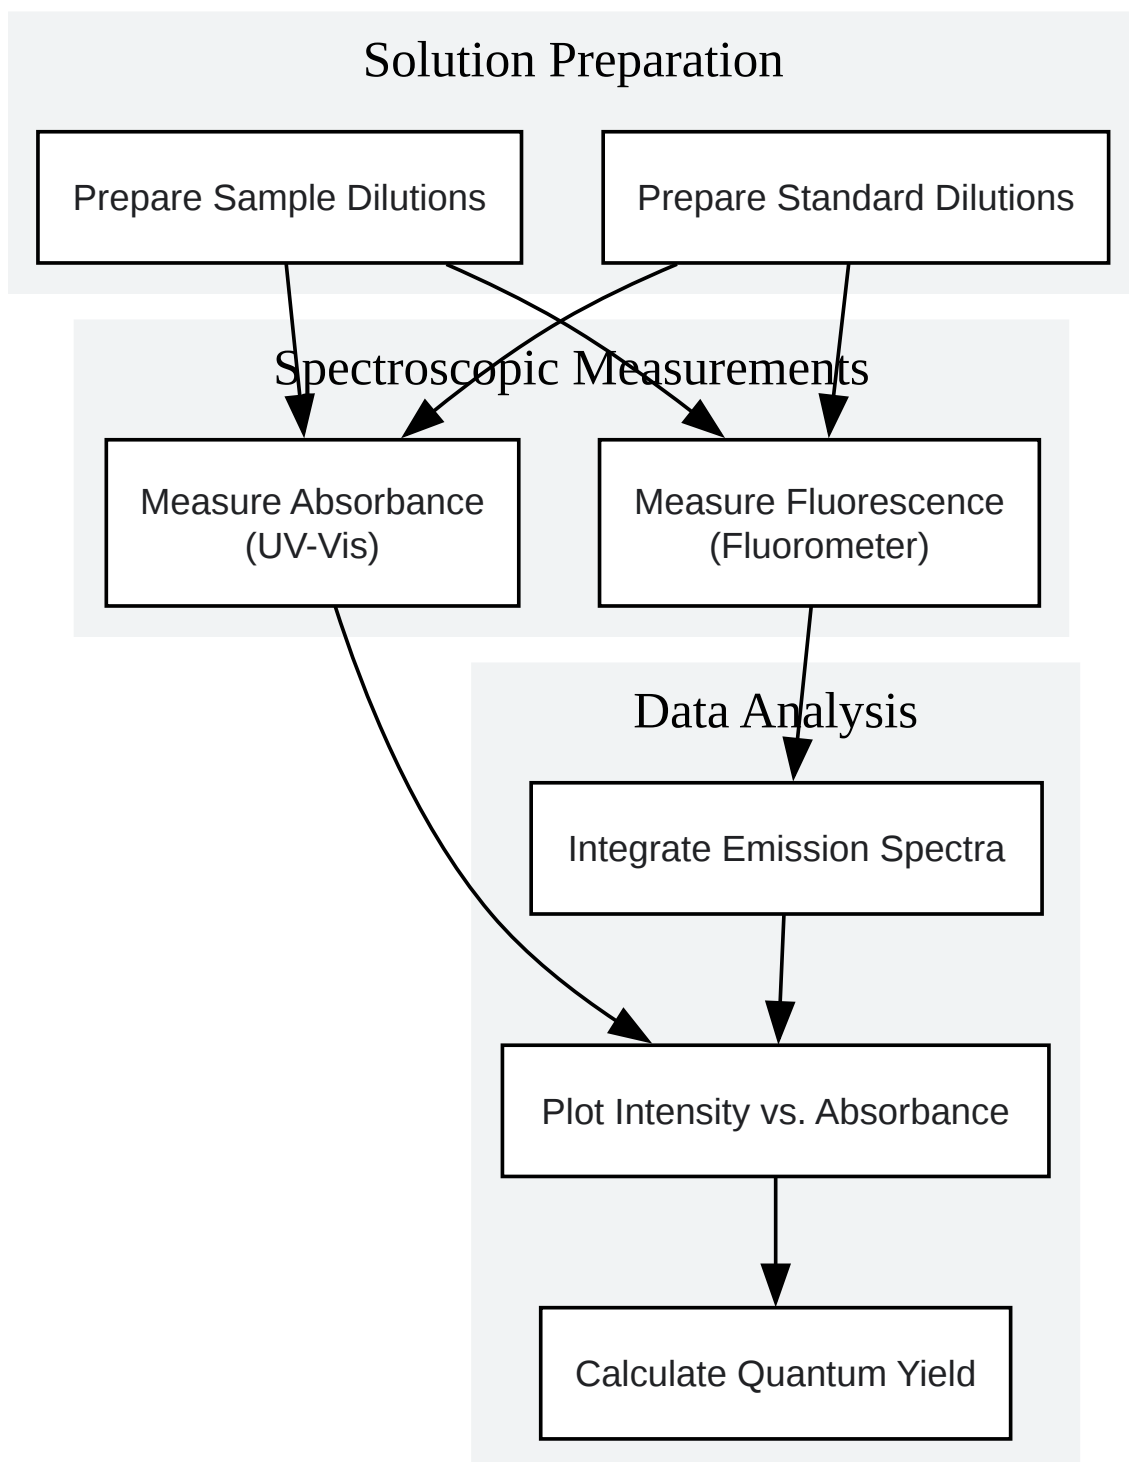 Solution Preparation
Prepare Sample Dilutions
Prepare Standard Dilutions
Spectroscopic Measurements
Measure Absorbance
(UV-Vis)
Measure Fluorescence
(Fluorometer)
Data Analysis
Integrate Emission Spectra
Plot Intensity vs. Absorbance
Calculate Quantum Yield